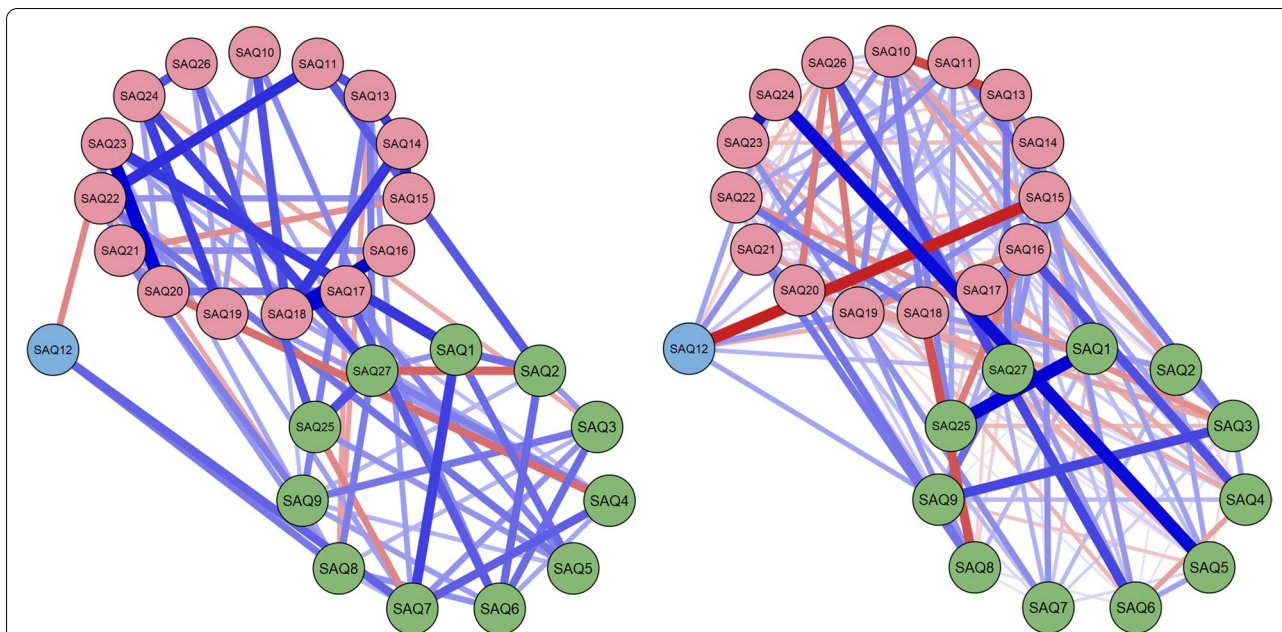 SAQ10
SAQ26
SAQ11
SAQ24
SAQ13
SAQ23
SAQ14
SAQ22
SAQ15
SAQ21
SAQ16
SAQ20
SAQ17
SAQ19
SAQ18
SAQ12
SAQ1
SAQ27
SAQ2
SAQ25
SAQ3
SAQ9
SAQ4
SAQ8
SAQ5
SAQ7
SAQ6
SAQ10
SAQ26
SAQ11
SAQ24
SAQ13
SAQ23
SAQ14
SAQ22
SAQ15
SAQ21
SAQ16
SAQ20
SAQ17
SAQ19
SAQ18
SAQ12
SAQ1
SAQ27
SAQ2
SAQ25
SAQ3
SAQ9
SAQ4
SAQ8
SAQ5
SAQ7
SAQ6